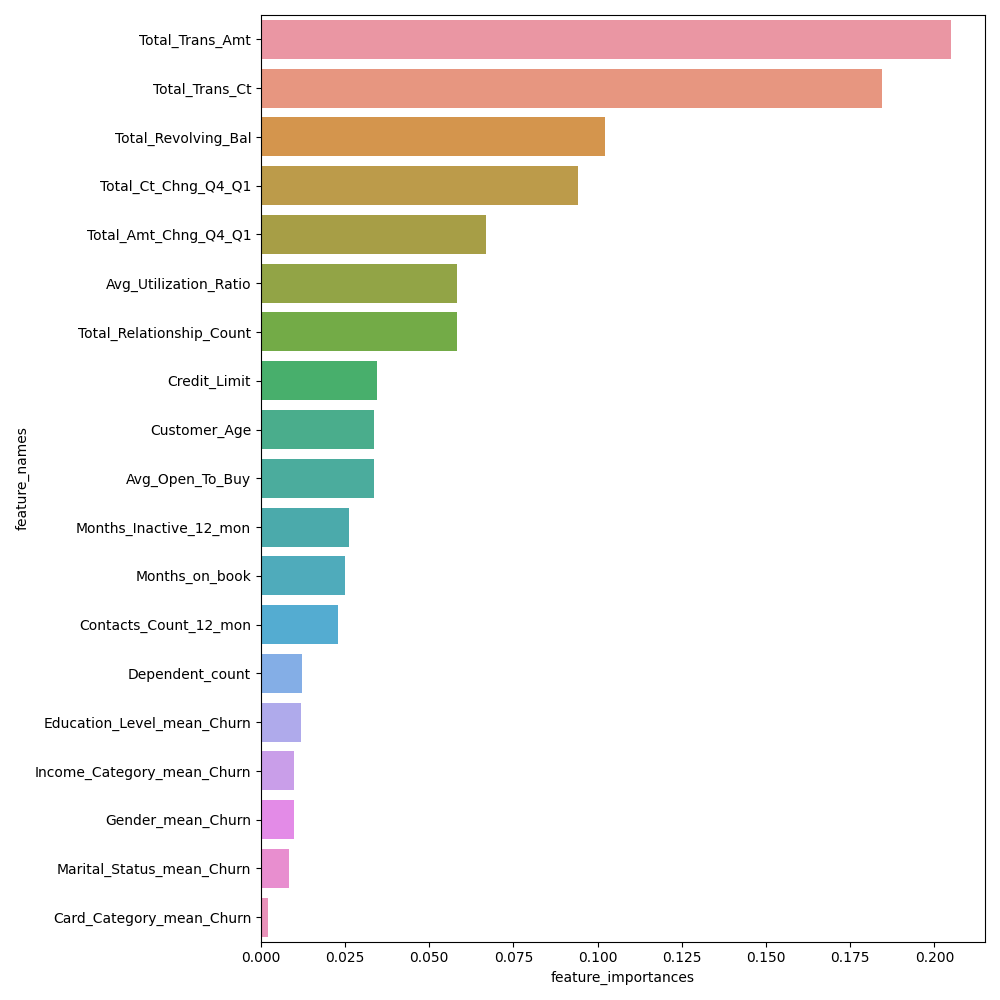 Total_Trans_Amt
Total_Trans_Ct
Total_Revolving_Bal
Total_Ct_Chng_Q4_Q1
Total_Amt_Chng_Q4_Q1
Avg_Utilization_Ratio
Total_Relationship_Count
Credit_Limit
Customer_Age
Avg_Open_To_Buy
Months_Inactive_12_mon
Months_on_book
Contacts_Count_12_mon
Dependent_count
Education_Level_mean_Churn
Income_Category_mean_Churn
Gender_mean_Churn
Marital_Status_mean_Churn
Card_Category_mean_Churn
feature_names
0.000 0.025 0.050 0.075 0.100 0.125 0.150 0.175 0.200
feature_importances